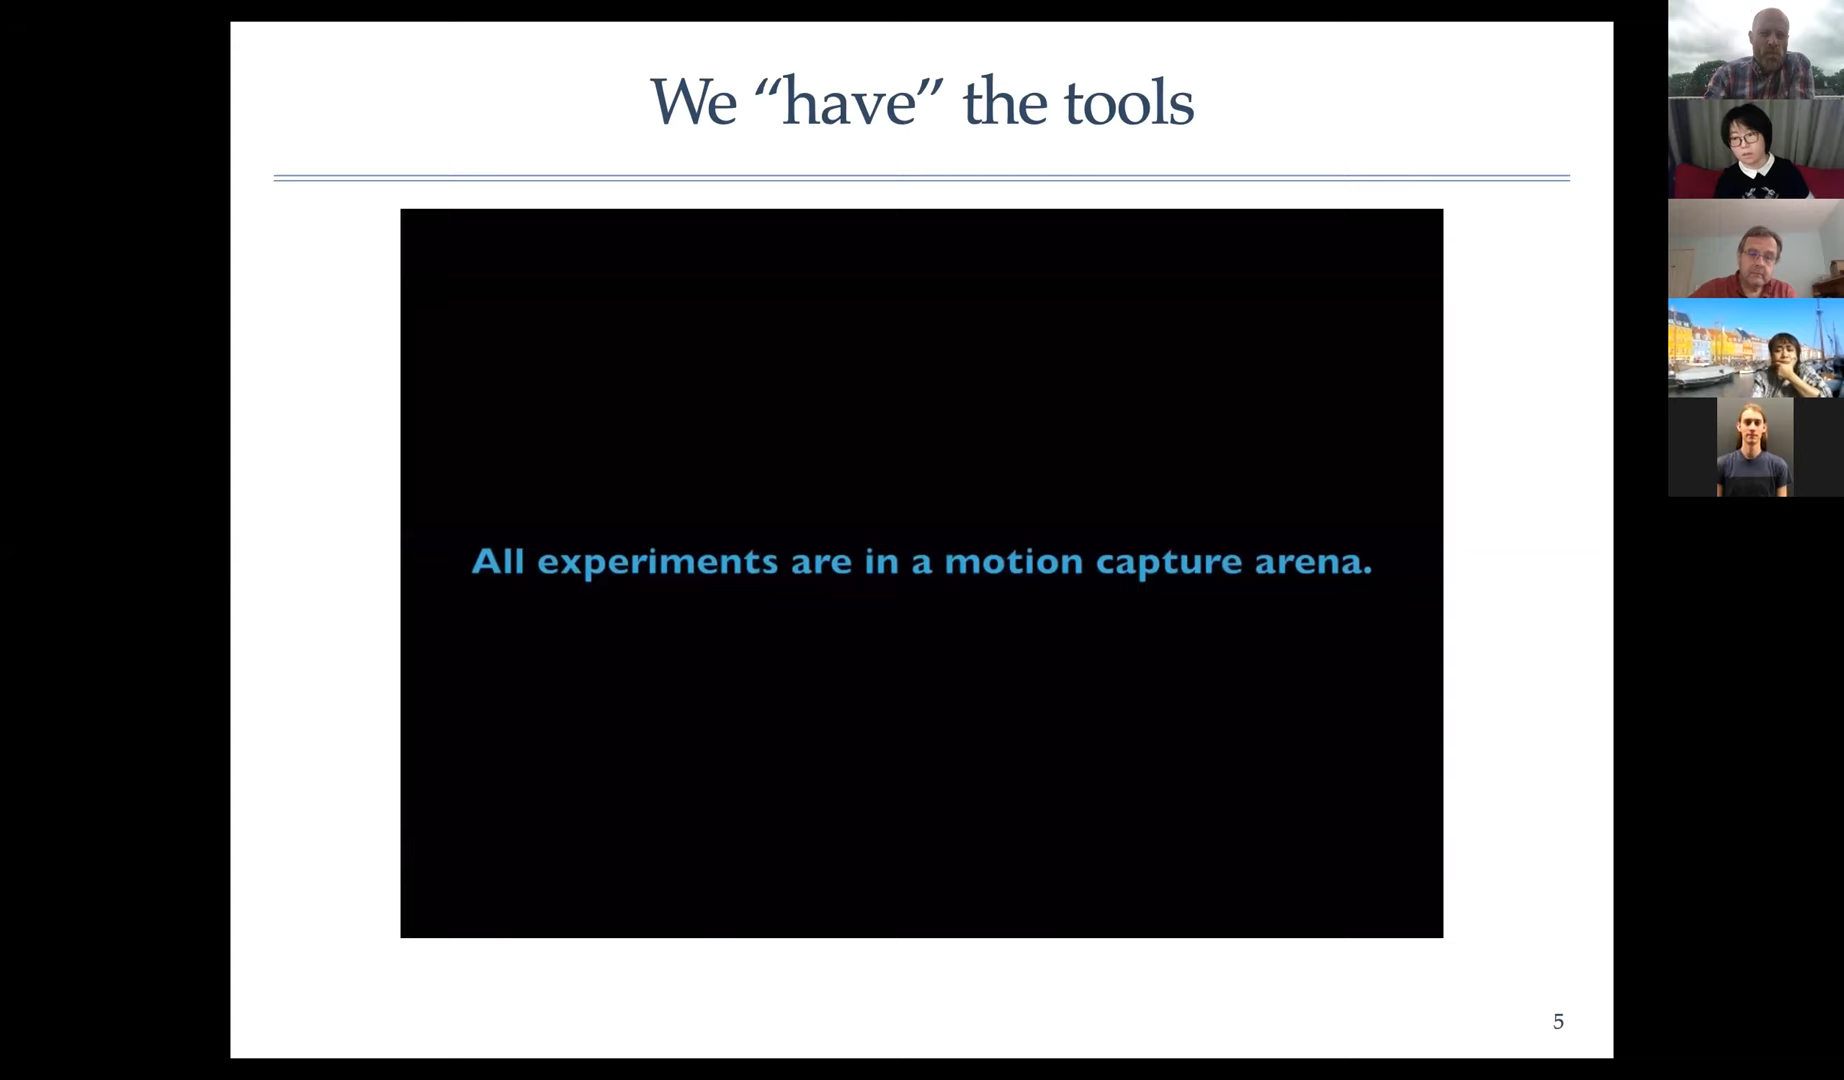 We “have” the tools
All experiments are in a motion capture arena.
5